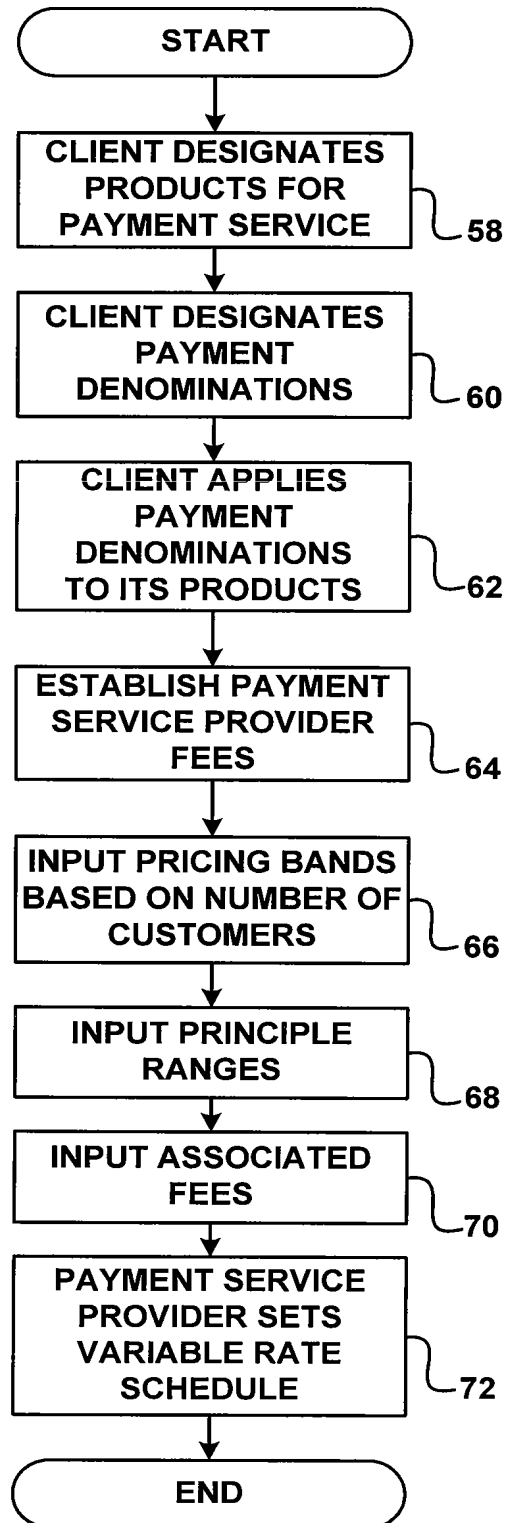 START
CLIENT DESIGNATES
PRODUCTS FOR
PAYMENT SERVICE
58
CLIENT DESIGNATES
PAYMENT
DENOMINATIONS
60
CLIENT APPLIES
PAYMENT
DENOMINATIONS
TO ITS PRODUCTS
62
ESTABLISH PAYMENT
SERVICE PROVIDER
FEES
64
INPUT PRICING BANDS
BASED ON NUMBER OF
CUSTOMERS
66
INPUT PRINCIPLE
RANGES
68
INPUT ASSOCIATED
FEES
70
PAYMENT SERVICE
PROVIDER SETS
VARIABLE RATE
SCHEDULE
72
END